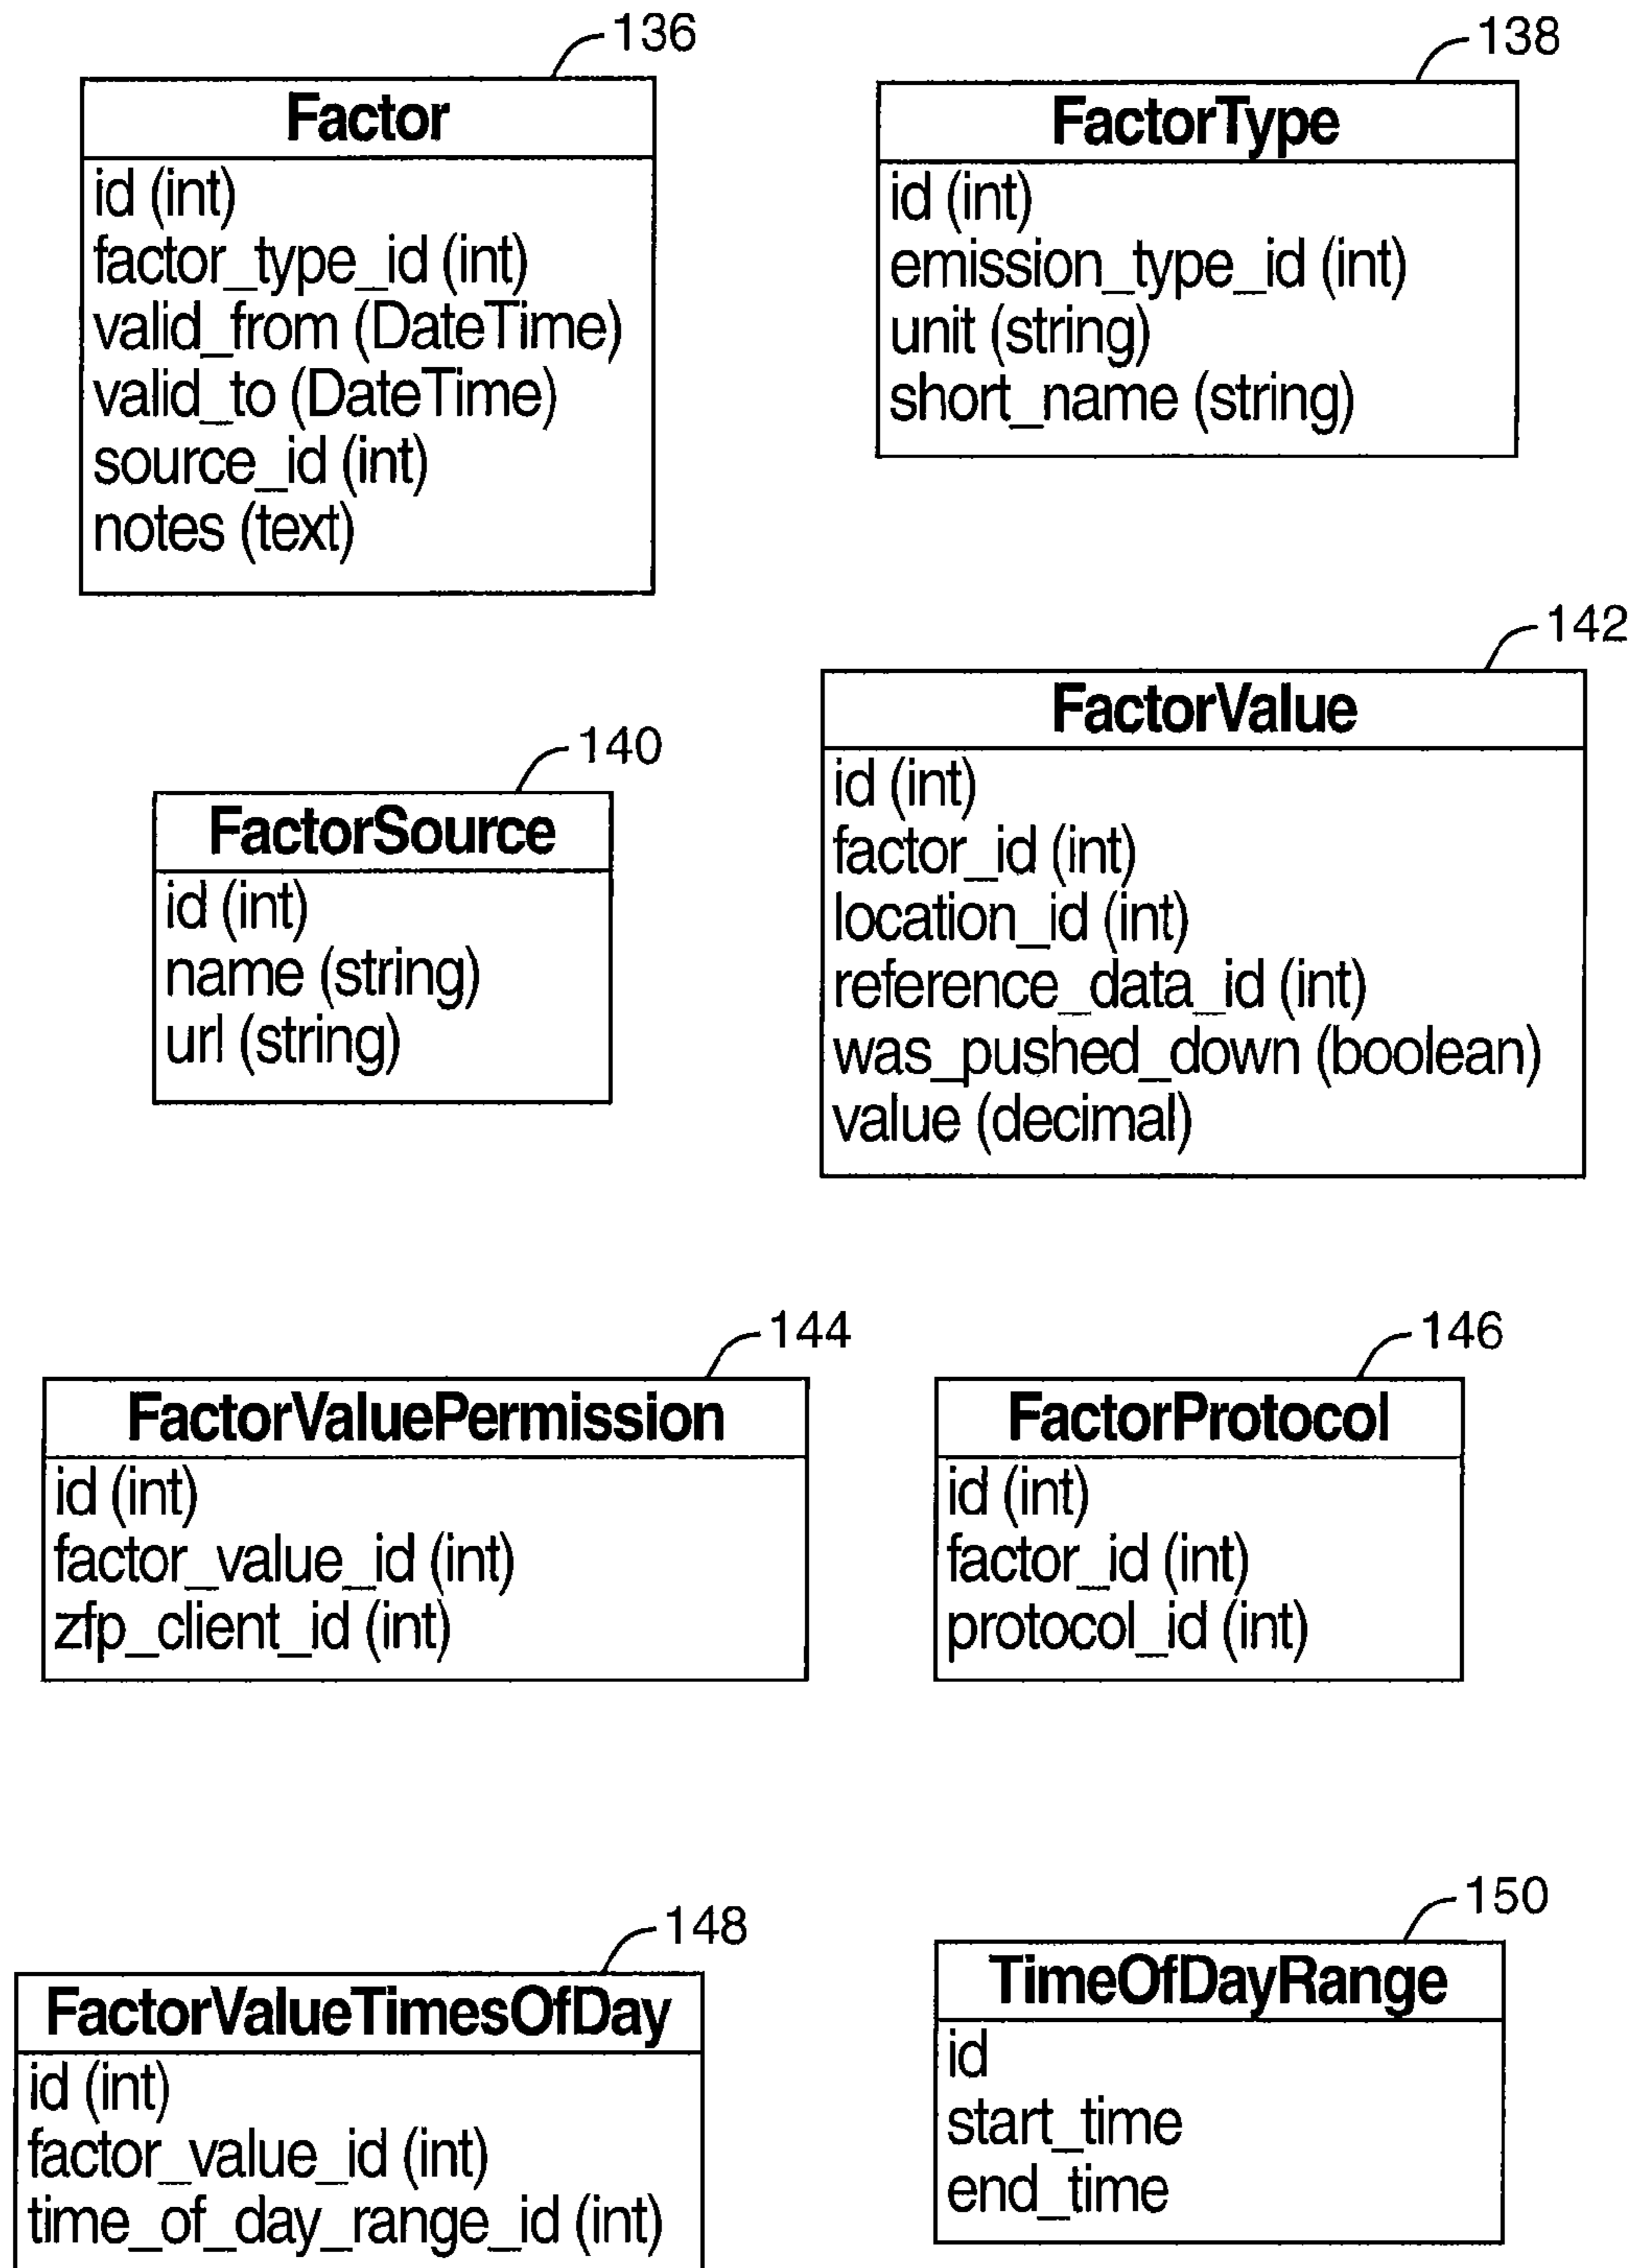 136
Factor
id (int)
factor_type_id (int)
valid_from (DateTime)
valid_to (DateTime)
source_id (int)
notes (text)
138
FactorType
id (int)
emission_type_id (int)
unit (string)
short_name (string)
140
FactorSource
id (int)
name (string)
url (string)
142
FactorValue
id (int)
factor_id (int)
location_id (int)
reference_data_id (int)
was_pushed_down (boolean)
value (decimal)
144
FactorValuePermission
id (int)
factor_value_id (int)
zfp_client_id (int)
146
FactorProtocol
id (int)
factor_id (int)
protocol_id (int)
148
FactorValueTimesOfDay
id (int)
factor_value_id (int)
time_of_day_range_id (int)
150
TimeOfDayRange
id
start_time
end_time